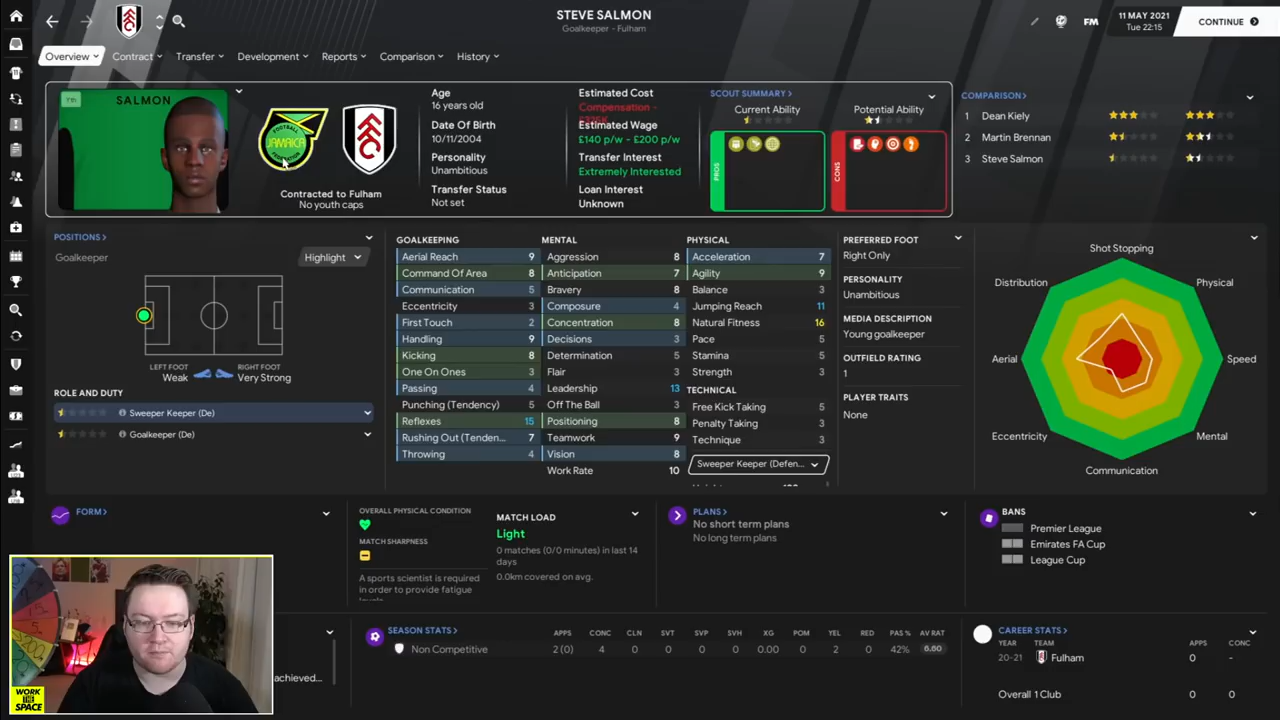 STEVE SALMON
Goalkeeper - Fulham
FM
11 MAY 2021
Tue 22:15
CONTINUE
Overview
Contract
Transfer
Development
Reports
Comparison
History
SALMON
FOOTBALL
JAMAICA
Contracted to Fulham
No youth caps
Age
16 years old
Date Of Birth
10/11/2004
Personality
Unambitious
Transfer Status
Not set
Estimated Cost
Compensation -
Estimated Wage
£140 p/w - £200 p/w
Transfer Interest
Extremely Interested
Loan Interest
Unknown
SCOUT SUMMARY>
Current Ability
Potential Ability
PROS
CONS
COMPARISON>
1 Dean Kiely
2 Martin Brennan
3 Steve Salmon
POSITIONS>
Goalkeeper
Highlight
LEFT FOOT
Weak
RIGHT FOOT
Very Strong
ROLE AND DUTY
Sweeper Keeper (De)
Goalkeeper (De)
GOALKEEPING
Aerial Reach 9
Command Of Area 8
Communication 5
Eccentricity 3
First Touch 2
Handling 9
Kicking 8
One On Ones 3
Passing 4
Punching (Tendency) 5
Reflexes 15
Rushing Out (Tenden... 7
Throwing 4
MENTAL
Aggression 8
Anticipation 7
Bravery 8
Composure 4
Concentration 8
Decisions 3
Determination 5
Flair 3
Leadership 13
Off The Ball 3
Positioning 8
Teamwork 9
Vision 8
Work Rate 10
PHYSICAL
Acceleration 7
Agility 9
Balance 3
Jumping Reach 11
Natural Fitness 16
Pace 5
Stamina 5
Strength 3
TECHNICAL
Free Kick Taking 5
Penalty Taking 3
Technique 3
Sweeper Keeper (Defen...
PREFERRED FOOT
Right Only
PERSONALITY
Unambitious
MEDIA DESCRIPTION
Young goalkeeper
OUTFIELD RATING
1
PLAYER TRAITS
None
Shot Stopping
Physical
Speed
Mental
Communication
Eccentricity
Aerial
Distribution
FORM>
OVERALL PHYSICAL CONDITION
MATCH SHARPNESS
A sports scientist is required
in order to provide fatigue
MATCH LOAD
Light
0 matches (0/0 minutes) in last 14
days
0.0km covered on avg.
PLANS>
No short term plans
No long term plans
BANS
Premier League
Emirates FA Cup
League Cup
achieved...
SEASON STATS>
APPS CONC CLN SVT SVP SVH XG POM YEL RED PAS % AV RAT
Non Competitive 2 (0) 4 0 0 0 0 0.00 0 2 0 42% 6.60
CAREER STATS>
YEAR TEAM APPS CONC
20-21 Fulham 0 -
Overall 1 Club 0 0
WORK
THE
SPACE